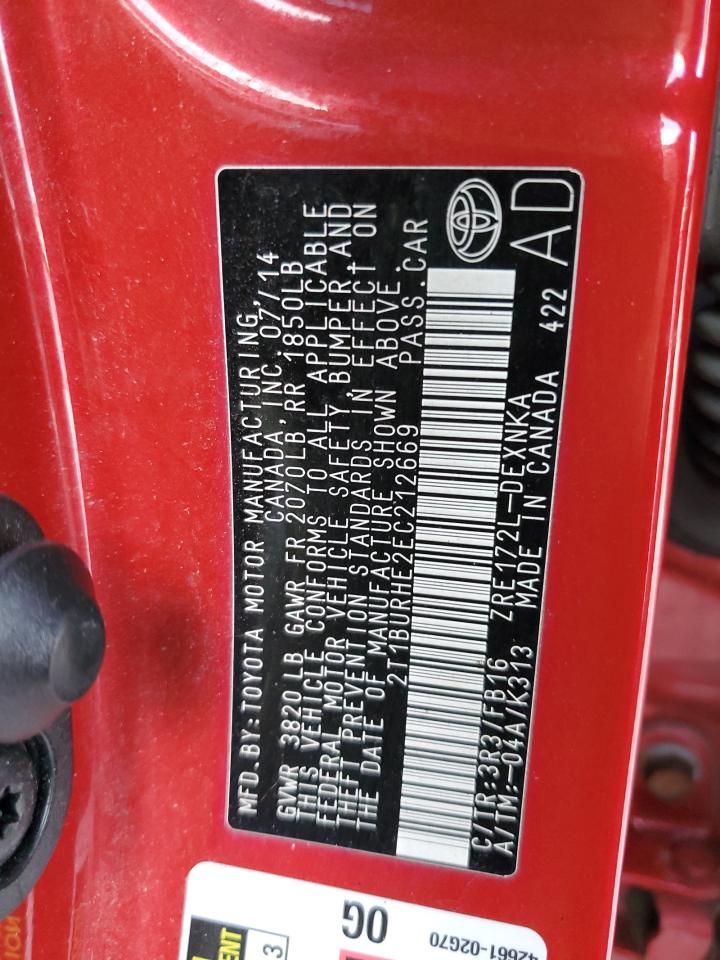 MFD.BY:TOYOTA MOTOR MANUFACTURING,
CANADA,INC. 07/14
GVWR 3820LB GAWR FR 2070LB,RR 1850LB
THIS VEHICLE CONFORMS TO ALL APPLICABLE
FEDERAL MOTOR VEHICLE SAFETY, BUMPER,AND
THEFT PREVENTION STANDARDS IN EFFECT ON
THE DATE OF MANUFACTURE SHOWN ABOVE.
2T1BURHE2EC212669 PASS.CAR
C/TR:3R3/FB16 ZRE172L-DEXNKA
A/TM:-04A/K313 MADE IN CANADA 422
AD
0G
42661-02G70
3